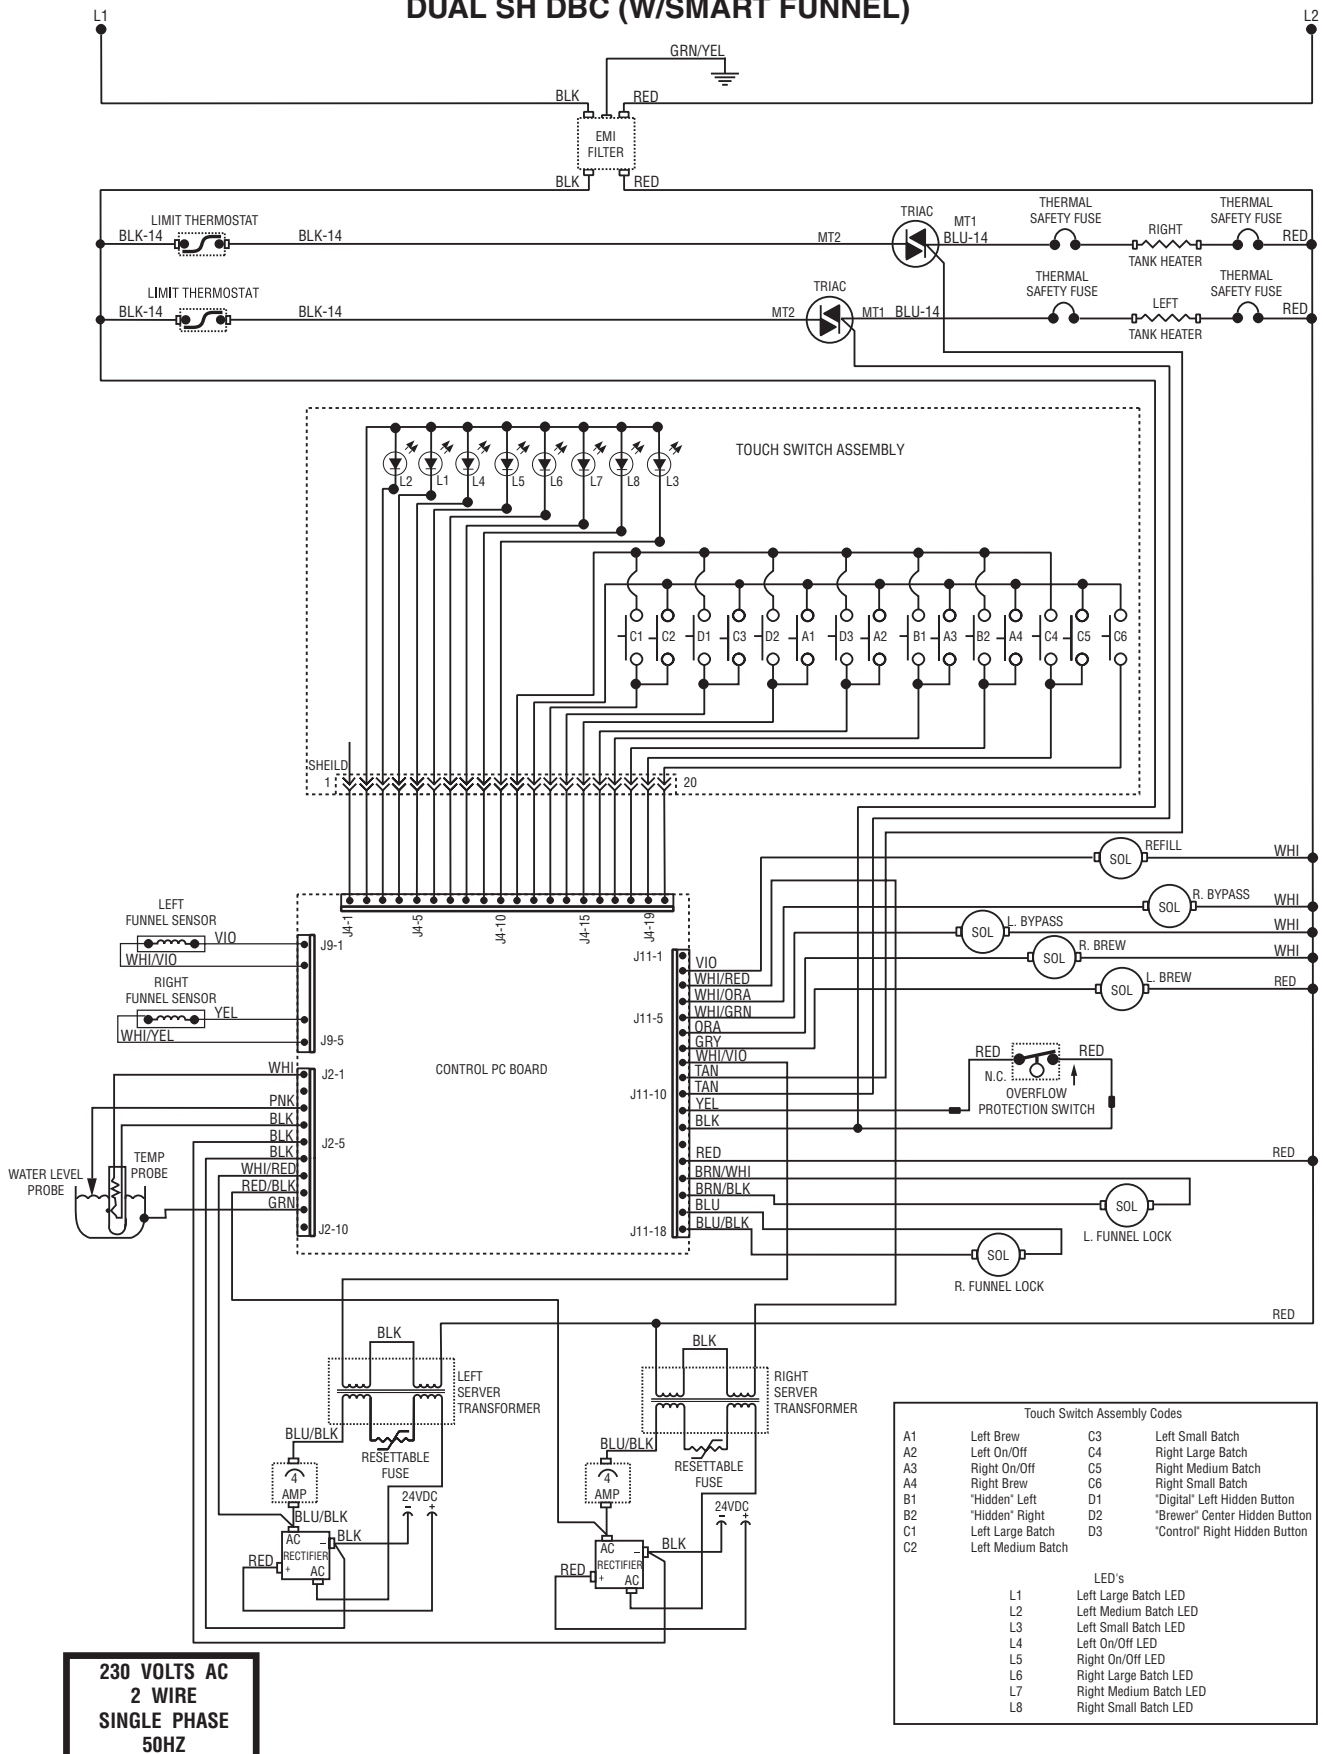 DUAL SH DBC (W/SMART FUNNEL)
L1
L2
GRN/YEL
BLK
RED
EMI
FILTER
BLK
RED
LIMIT THERMOSTAT
BLK-14
BLK-14
TRIAC
MT2
MT1
BLU-14
THERMAL
SAFETY FUSE
RIGHT
TANK HEATER
THERMAL
SAFETY FUSE
RED
LIMIT THERMOSTAT
BLK-14
BLK-14
TRIAC
MT2
MT1
BLU-14
THERMAL
SAFETY FUSE
LEFT
TANK HEATER
THERMAL
SAFETY FUSE
RED
TOUCH SWITCH ASSEMBLY
L2
L1
L4
L5
L6
L7
L8
L3
C1
C2
D1
C3
D2
A1
D3
A2
B1
A3
B2
A4
C4
C5
C6
SHEILD
1
20
J4-1
J4-5
J4-10
J4-15
J4-19
LEFT
FUNNEL SENSOR
VIO
WHI/VIO
RIGHT
FUNNEL SENSOR
YEL
WHI/YEL
J9-1
J9-5
CONTROL PC BOARD
WHI
PNK
BLK
BLK
BLK
WHI/RED
RED/BLK
GRN
J2-1
J2-5
J2-10
WATER LEVEL
PROBE
TEMP
PROBE
J11-1
J11-5
J11-10
J11-18
VIO
WHI/RED
WHI/ORA
WHI/GRN
ORA
GRY
WHI/VIO
TAN
TAN
YEL
BLK
RED
BRN/WHI
BRN/BLK
BLU
BLU/BLK
SOL
REFILL
WHI
SOL
R. BYPASS
WHI
SOL
L. BYPASS
WHI
SOL
R. BREW
WHI
SOL
L. BREW
RED
RED
RED
N.C.
OVERFLOW
PROTECTION SWITCH
RED
SOL
L. FUNNEL LOCK
SOL
R. FUNNEL LOCK
RED
BLK
LEFT
SERVER
TRANSFORMER
BLU/BLK
RESETTABLE
FUSE
4
AMP
BLU/BLK
24VDC
–
+
AC
–
RECTIFIER
+
AC
BLK
RED
BLK
RIGHT
SERVER
TRANSFORMER
BLU/BLK
RESETTABLE
FUSE
4
AMP
24VDC
–
+
AC
–
RECTIFIER
+
AC
BLK
RED
Touch Switch Assembly Codes
A1 Left Brew C3 Left Small Batch
A2 Left On/Off C4 Right Large Batch
A3 Right On/Off C5 Right Medium Batch
A4 Right Brew C6 Right Small Batch
B1 "Hidden" Left D1 "Digital" Left Hidden Button
B2 "Hidden" Right D2 "Brewer" Center Hidden Button
C1 Left Large Batch D3 "Control" Right Hidden Button
C2 Left Medium Batch
LED's
L1 Left Large Batch LED
L2 Left Medium Batch LED
L3 Left Small Batch LED
L4 Left On/Off LED
L5 Right On/Off LED
L6 Right Large Batch LED
L7 Right Medium Batch LED
L8 Right Small Batch LED
230 VOLTS AC
2 WIRE
SINGLE PHASE
50HZ